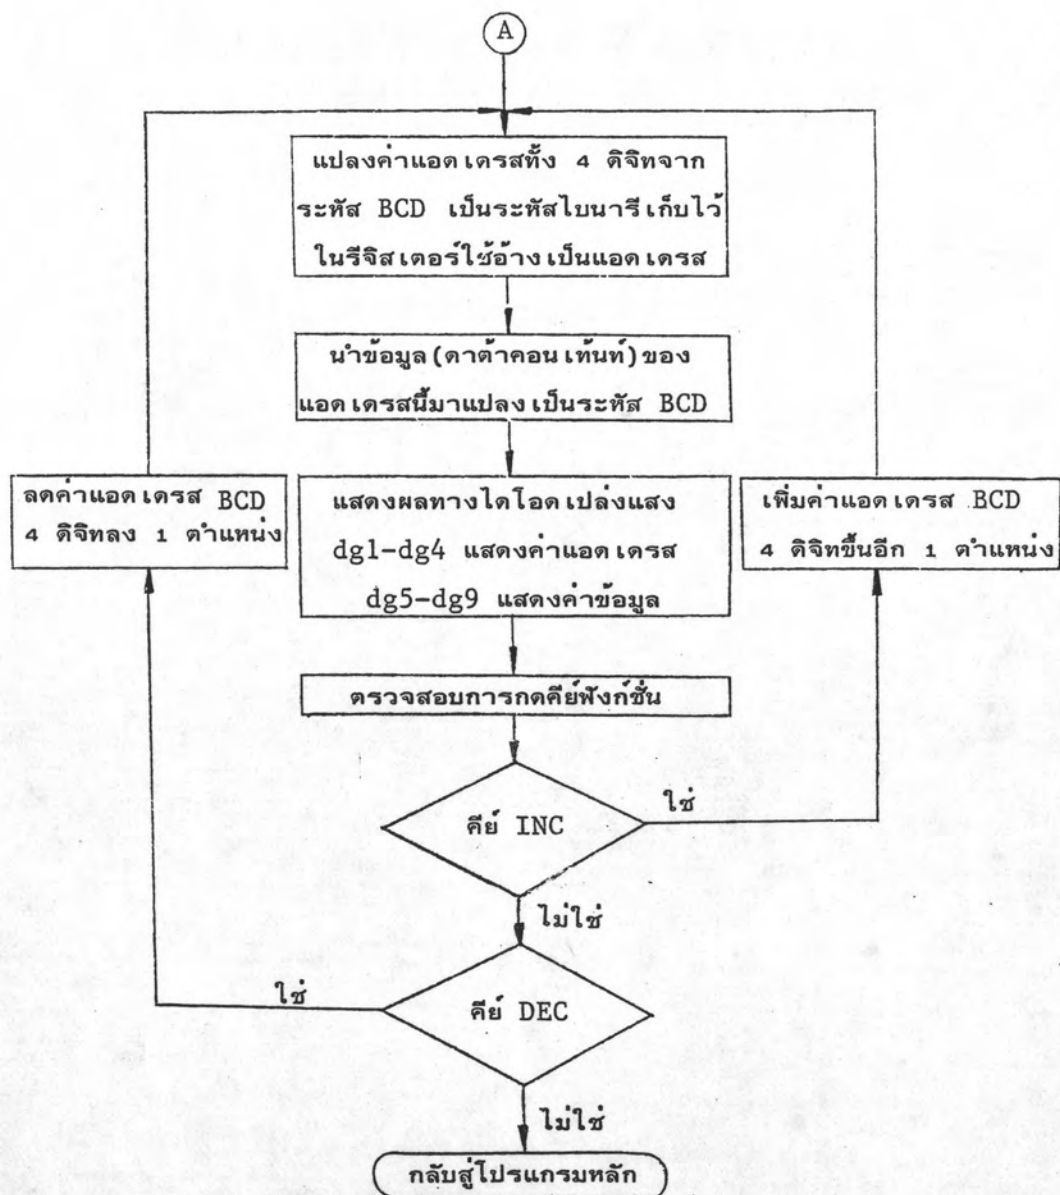 A
แปลงค่าแอดเดรสทั้ง 4 ดิจิทจาก
ระหัส BCD เป็นระหัสไบนารีเก็บไว้
ในรีจิสเตอร์ใช้อ้างเป็นแอดเดรส
นำข้อมูล(ดาต้าคอนเท้นท์)ของ
แอดเดรสนี้มาแปลงเป็นระหัส BCD
ลดค่าแอดเดรส BCD
4 ดิจิทลง 1 ตำแหน่ง
แสดงผลทางไดโอดเปล่งแสง
dg1-dg4 แสดงค่าแอดเดรส
dg5-dg9 แสดงค่าข้อมูล
เพิ่มค่าแอดเดรส BCD
4 ดิจิทขึ้นอีก 1 ตำแหน่ง
ตรวจสอบการกดคีย์ฟังก์ชั่น
คีย์ INC
ใช่
ไม่ใช่
คีย์ DEC
ใช่
ไม่ใช่
กลับสู่โปรแกรมหลัก